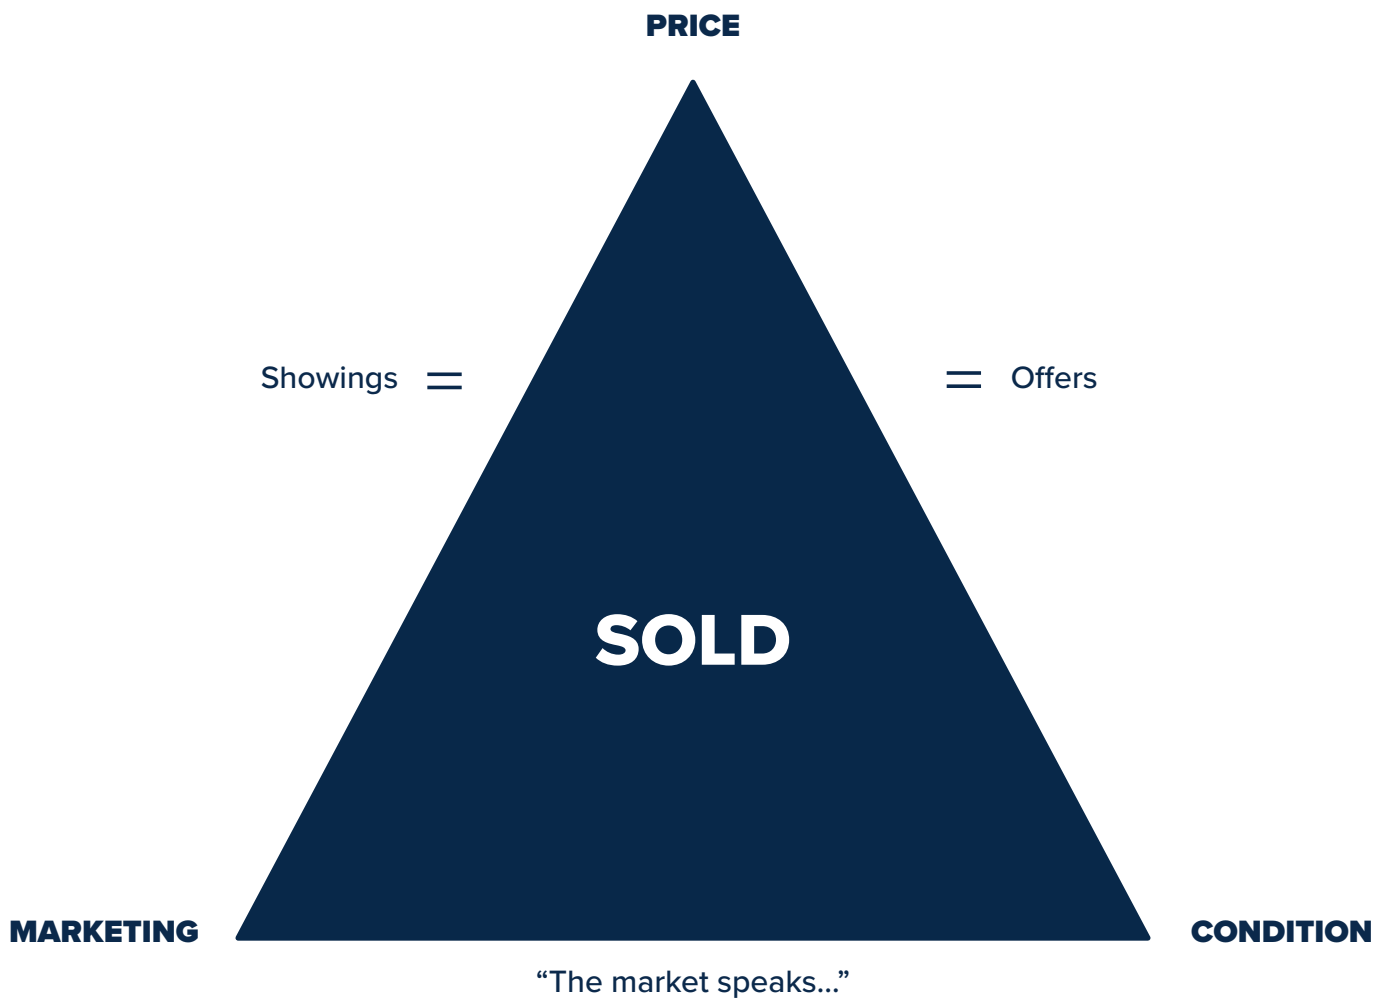 PRICE
Showings =
= Offers
SOLD
MARKETING
CONDITION
“The market speaks...”